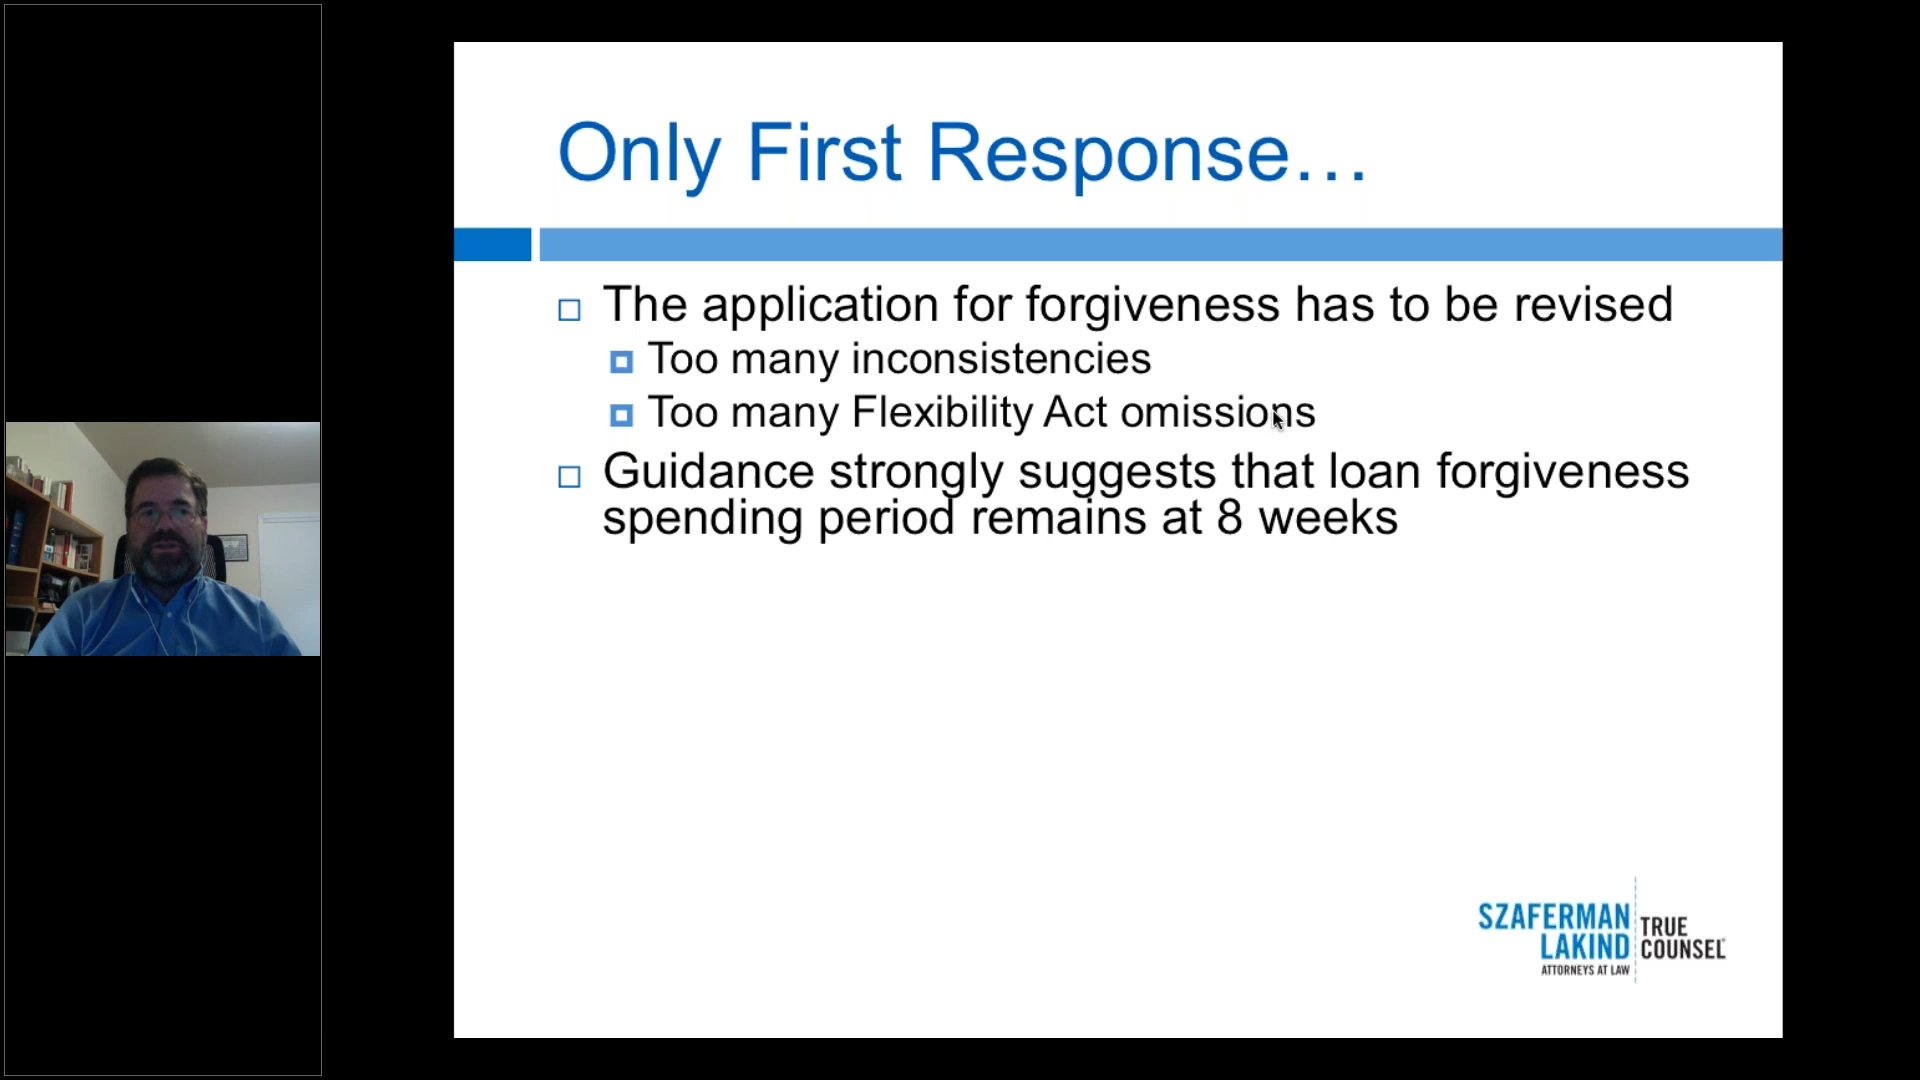 Only First Response…
The application for forgiveness has to be revised
Too many inconsistencies
Too many Flexibility Act omissions
Guidance strongly suggests that loan forgiveness
spending period remains at 8 weeks
SZAFERMAN
LAKIND
ATTORNEYS AT LAW
TRUE
COUNSEL